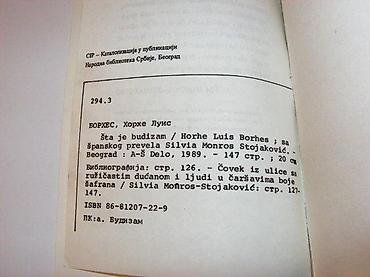 CIP – Каталогизација у публикацији
Народна библиотека Србије, Београд
294.3
БОРХЕС, Хорхе Луис
Šta je budizam / Horhe Luis Borhes ; sa
španskog prevela Silvia Monros Stojaković. -
Beograd : A-Š Delo, 1989. - 147 стр. ; 20 cm
Библиографија: стр. 126. - Čovek iz ulice sa
ružičastim dućanom i ljudi u čaršavima boje
šafrana / Silvia Monros-Stojaković: стр. 127-
147.
ISBN 86-81207-22-9
ПК:a. Будизам